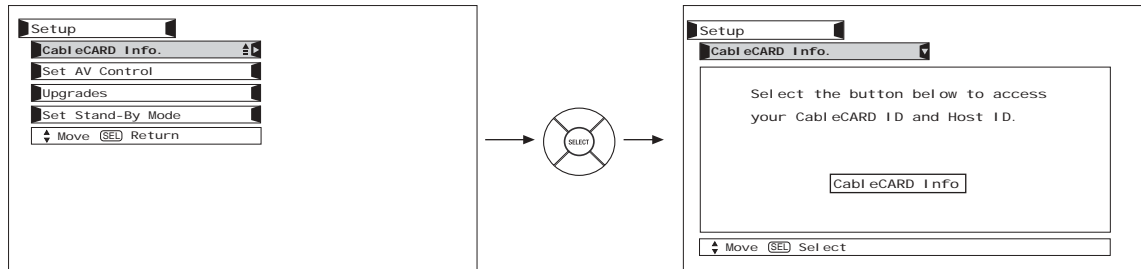 Setup
CableCARD Info.
Set AV Control
Upgrades
Set Stand-By Mode
Move SEL Return
SELECT
Setup
CableCARD Info.
Select the button below to access
your CableCARD ID and Host ID.
CableCARD Info
Move SEL Select